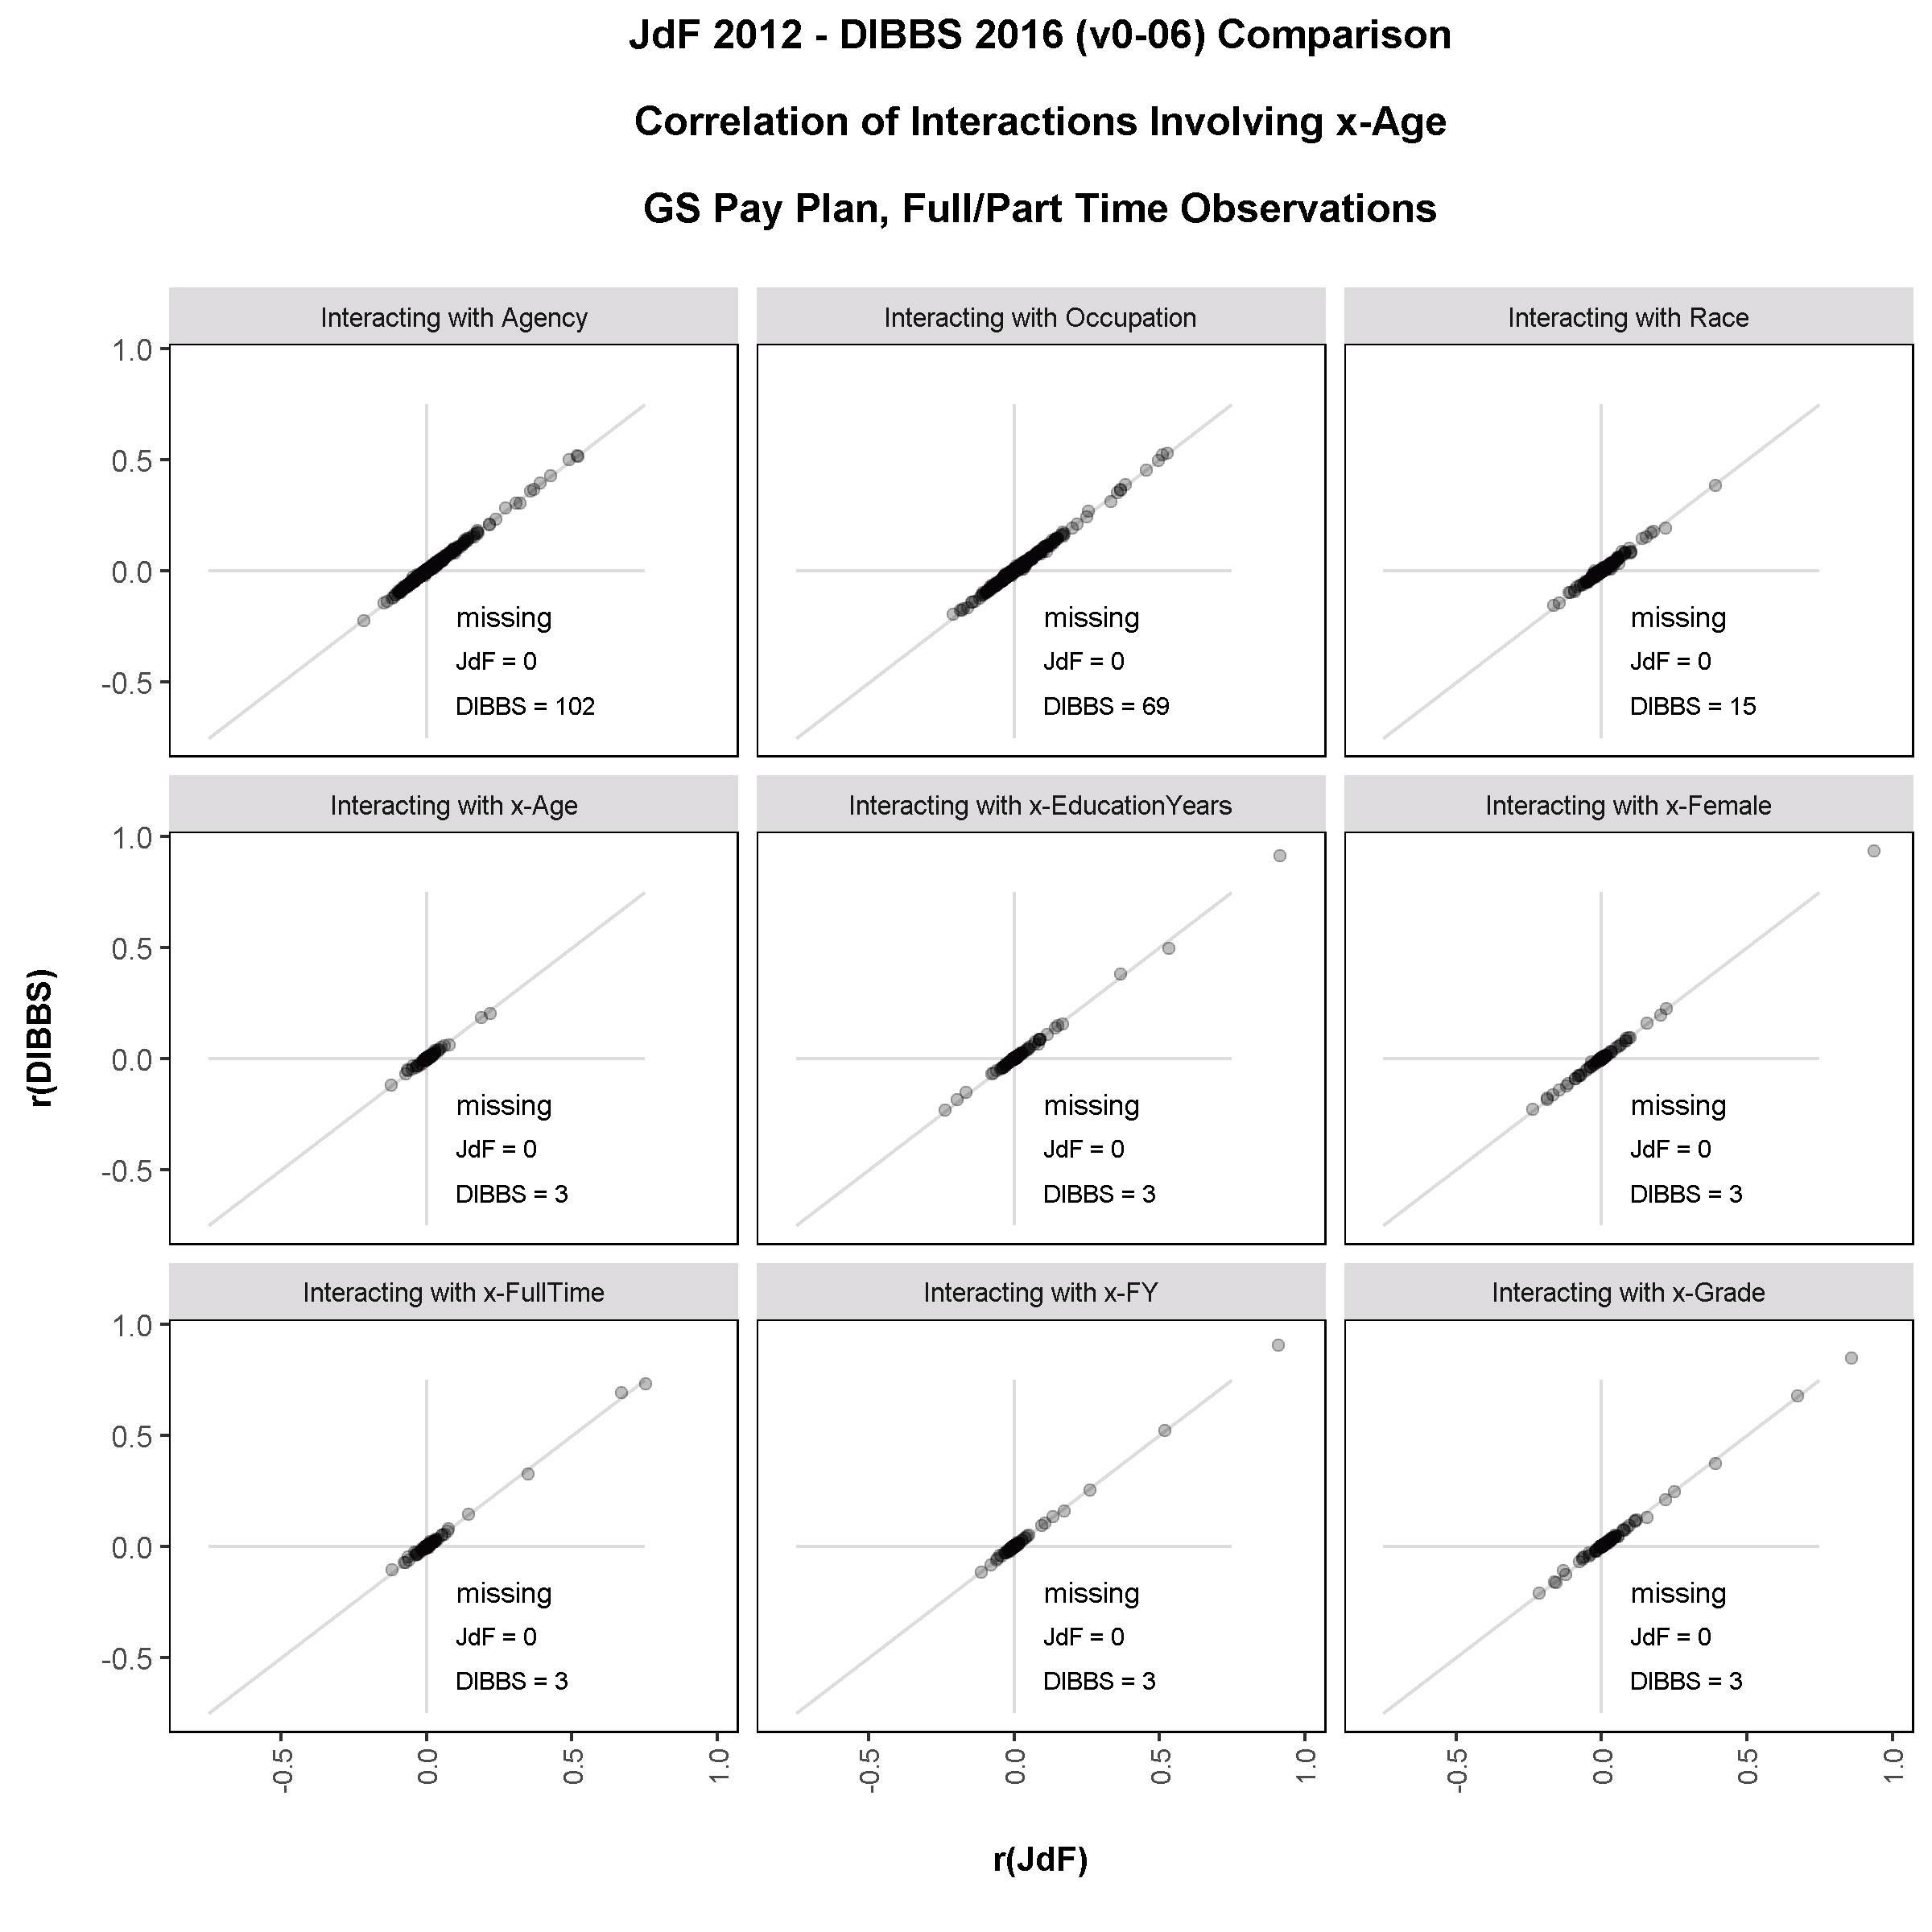 JdF 2012 - DIBBS 2016 (v0-06) Comparison
Correlation of Interactions Involving x-Age
GS Pay Plan, Full/Part Time Observations
Interacting with Agency
Interacting with Occupation
Interacting with Race
1.0
0.5
0.0
-0.5
missing
JdF = 0
DIBBS = 102
missing
JdF = 0
DIBBS = 69
missing
JdF = 0
DIBBS = 15
Interacting with x-Age
Interacting with x-EducationYears
Interacting with x-Female
1.0
0.5
0.0
-0.5
missing
JdF = 0
DIBBS = 3
missing
JdF = 0
DIBBS = 3
missing
JdF = 0
DIBBS = 3
r(DIBBS)
Interacting with x-FullTime
Interacting with x-FY
Interacting with x-Grade
1.0
0.5
0.0
-0.5
missing
JdF = 0
DIBBS = 3
missing
JdF = 0
DIBBS = 3
missing
JdF = 0
DIBBS = 3
-0.5
0.0
0.5
1.0
-0.5
0.0
0.5
1.0
-0.5
0.0
0.5
1.0
r(JdF)